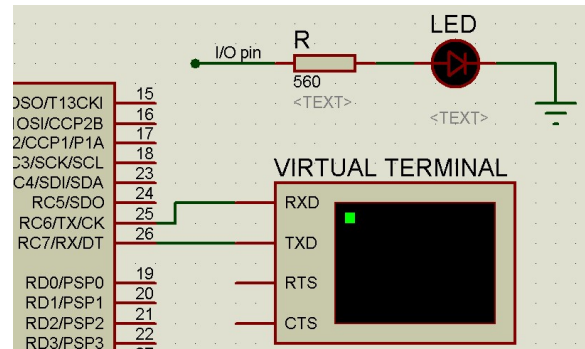 LED
R
I/O pin
560
<TEXT>
<TEXT>
15
OSO/T13CKI
16
OSI/CCP2B
17
2/CCP1/P1A
18
C3/SCK/SCL
23
C4/SDI/SDA
24
RC5/SDO
25
RC6/TX/CK
26
RC7/RX/DT
19
RD0/PSP0
20
RD1/PSP1
21
RD2/PSP2
22
RD3/PSP3
VIRTUAL TERMINAL
RXD
TXD
RTS
CTS